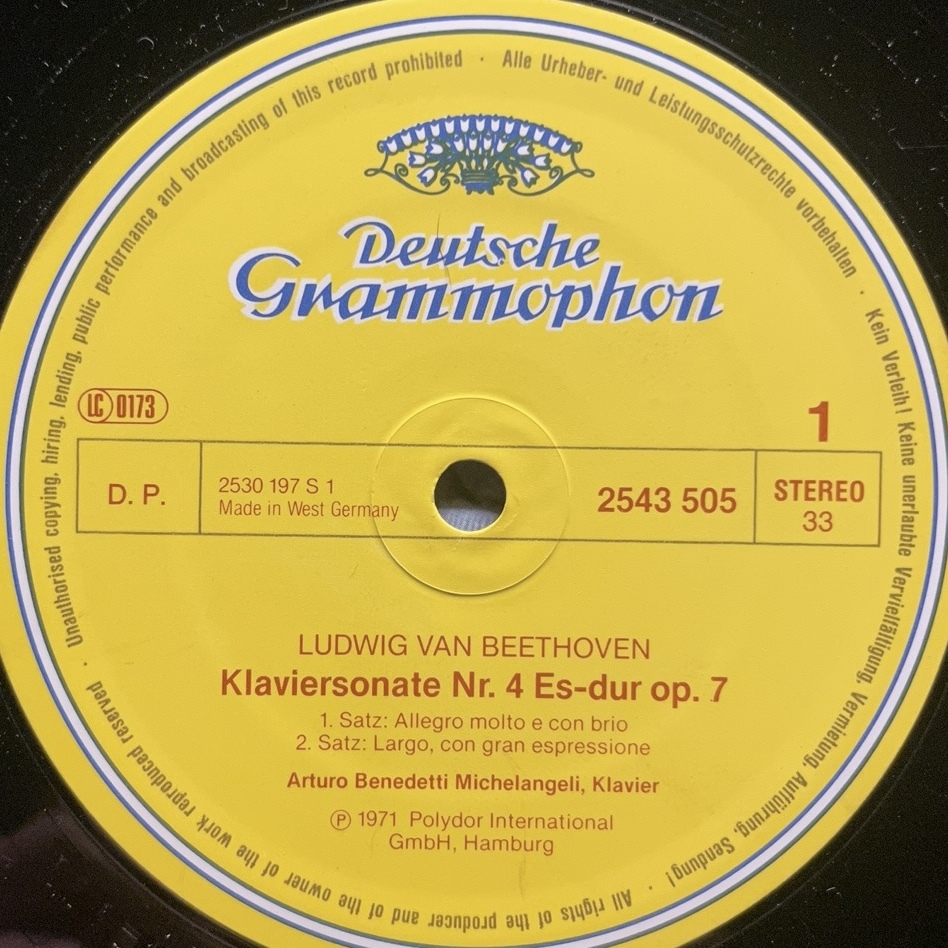 Deutsche
Grammophon
LC 0173
1
D. P.
2530 197 S 1
Made in West Germany
2543 505
STEREO
33
LUDWIG VAN BEETHOVEN
Klaviersonate Nr. 4 Es-dur op. 7
1. Satz: Allegro molto e con brio
2. Satz: Largo, con gran espressione
Arturo Benedetti Michelangeli, Klavier
℗ 1971 Polydor International
GmbH, Hamburg
Alle Urheber- und Leistungsschutzrechte vorbehalten · Kein Verleih! Keine unerlaubte Vervielfältigung, Vermietung, Aufführung, Sendung! · All rights of the producer and of the owner of the work reproduced reserved · Unauthorised copying, hiring, lending, public performance and broadcasting of this record prohibited ·